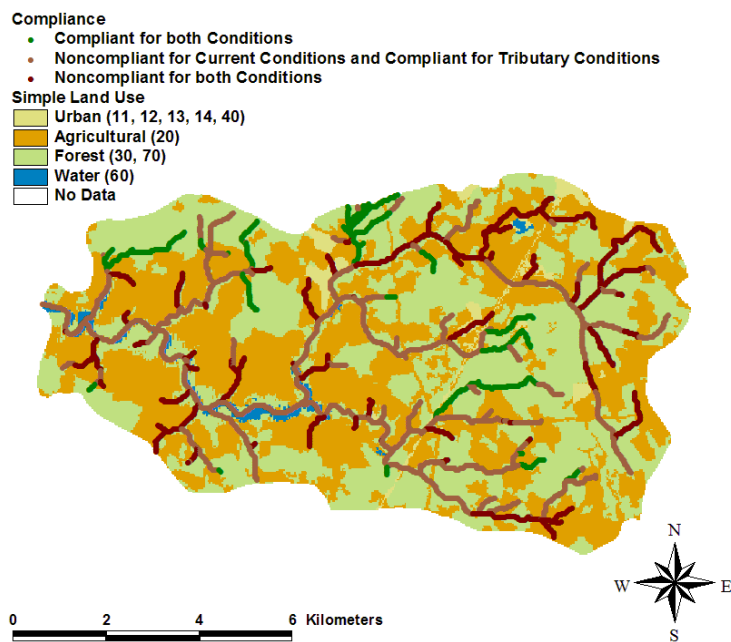 Compliance
Compliant for both Conditions
Noncompliant for Current Conditions and Compliant for Tributary Conditions
Noncompliant for both Conditions
Simple Land Use
Urban (11, 12, 13, 14, 40)
Agricultural (20)
Forest (30, 70)
Water (60)
No Data
N
W E
S
0 2 4 6 Kilometers